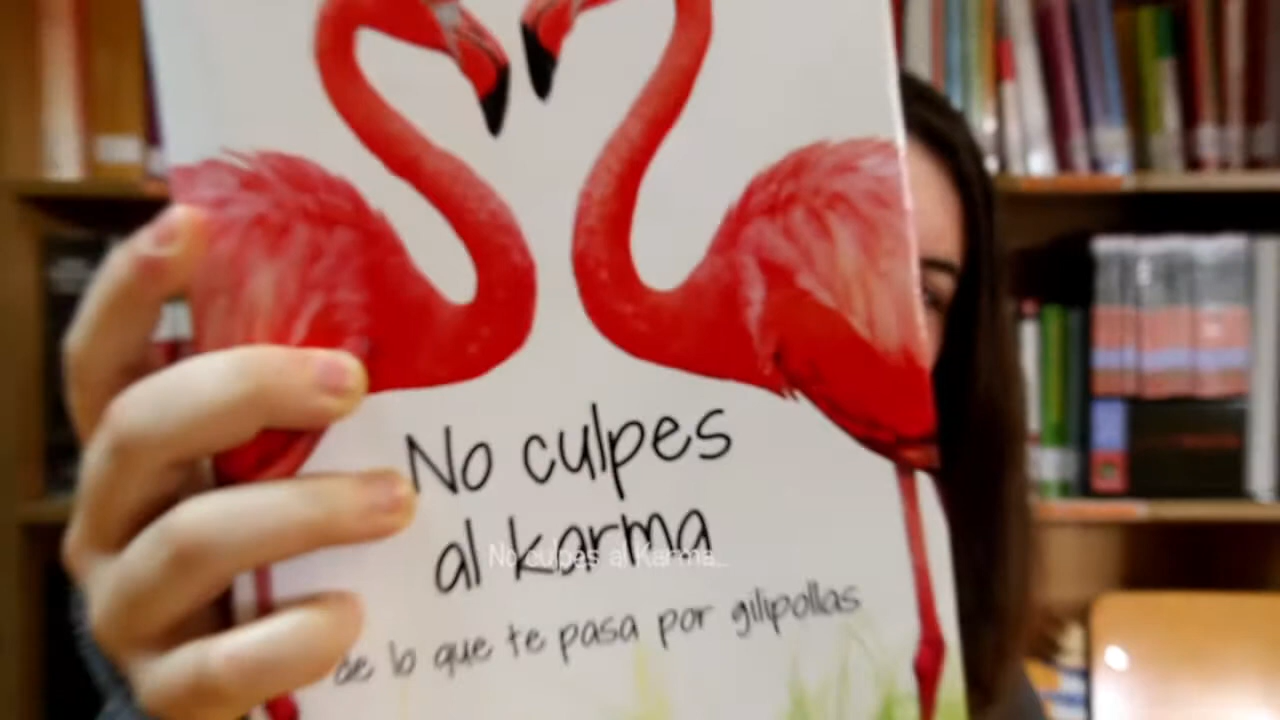 No culpes
al karma
No culpes al Karma...
de lo que te pasa por gilipollas